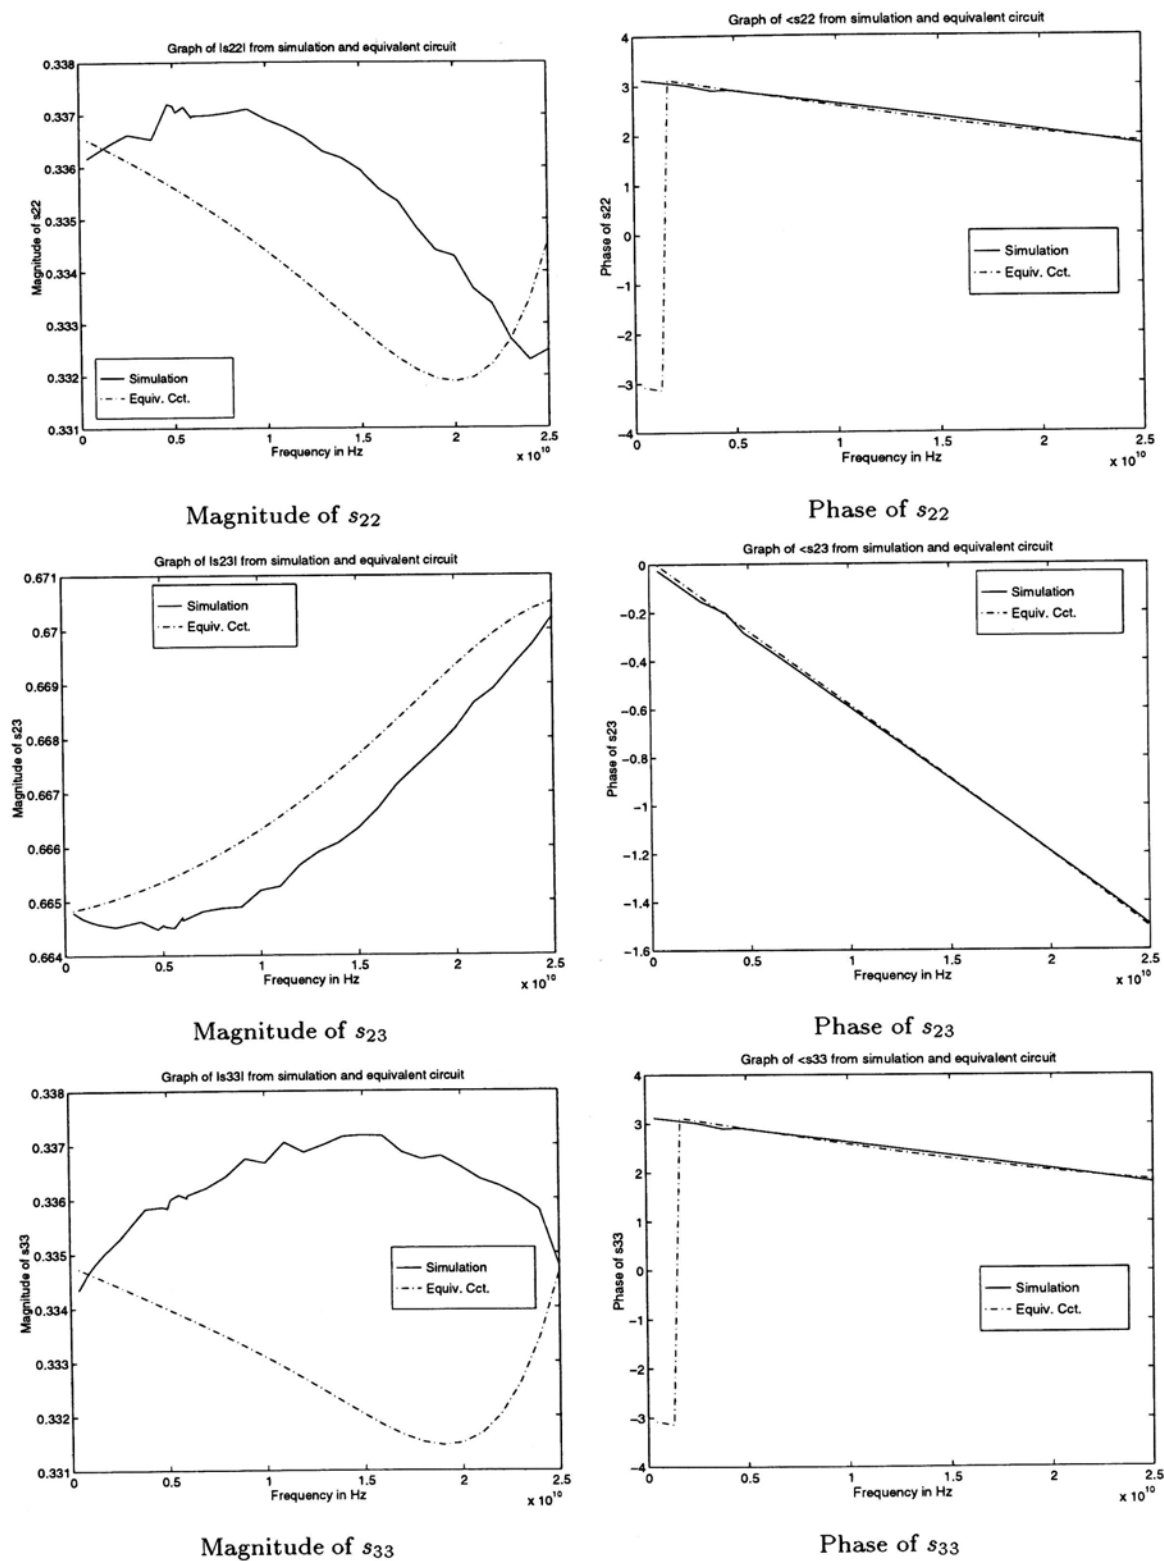 Graph of |s22| from simulation and equivalent circuit
0.338
0.337
0.336
0.335
0.334
0.333
0.332
0.331
Magnitude of s22
Simulation
Equiv. Cct.
0 0.5 1 1.5 2 2.5
Frequency in Hz
x 10^10
Magnitude of s22
Graph of <s22 from simulation and equivalent circuit
4
3
2
1
0
−1
−2
−3
−4
Phase of s22
Simulation
Equiv. Cct.
0 0.5 1 1.5 2 2.5
Frequency in Hz
x 10^10
Phase of s22
Graph of |s23| from simulation and equivalent circuit
0.671
0.67
0.669
0.668
0.667
0.666
0.665
0.664
Magnitude of s23
Simulation
Equiv. Cct.
0 0.5 1 1.5 2 2.5
Frequency in Hz
x 10^10
Magnitude of s23
Graph of <s23 from simulation and equivalent circuit
0
−0.2
−0.4
−0.6
−0.8
−1
−1.2
−1.4
−1.6
Phase of s23
Simulation
Equiv. Cct.
0 0.5 1 1.5 2 2.5
Frequency in Hz
x 10^10
Phase of s23
Graph of |s33| from simulation and equivalent circuit
0.338
0.337
0.336
0.335
0.334
0.333
0.332
0.331
Magnitude of s33
Simulation
Equiv. Cct.
0 0.5 1 1.5 2 2.5
Frequency in Hz
x 10^10
Magnitude of s33
Graph of <s33 from simulation and equivalent circuit
4
3
2
1
0
−1
−2
−3
−4
Phase of s33
Simulation
Equiv. Cct.
0 0.5 1 1.5 2 2.5
Frequency in Hz
x 10^10
Phase of s33